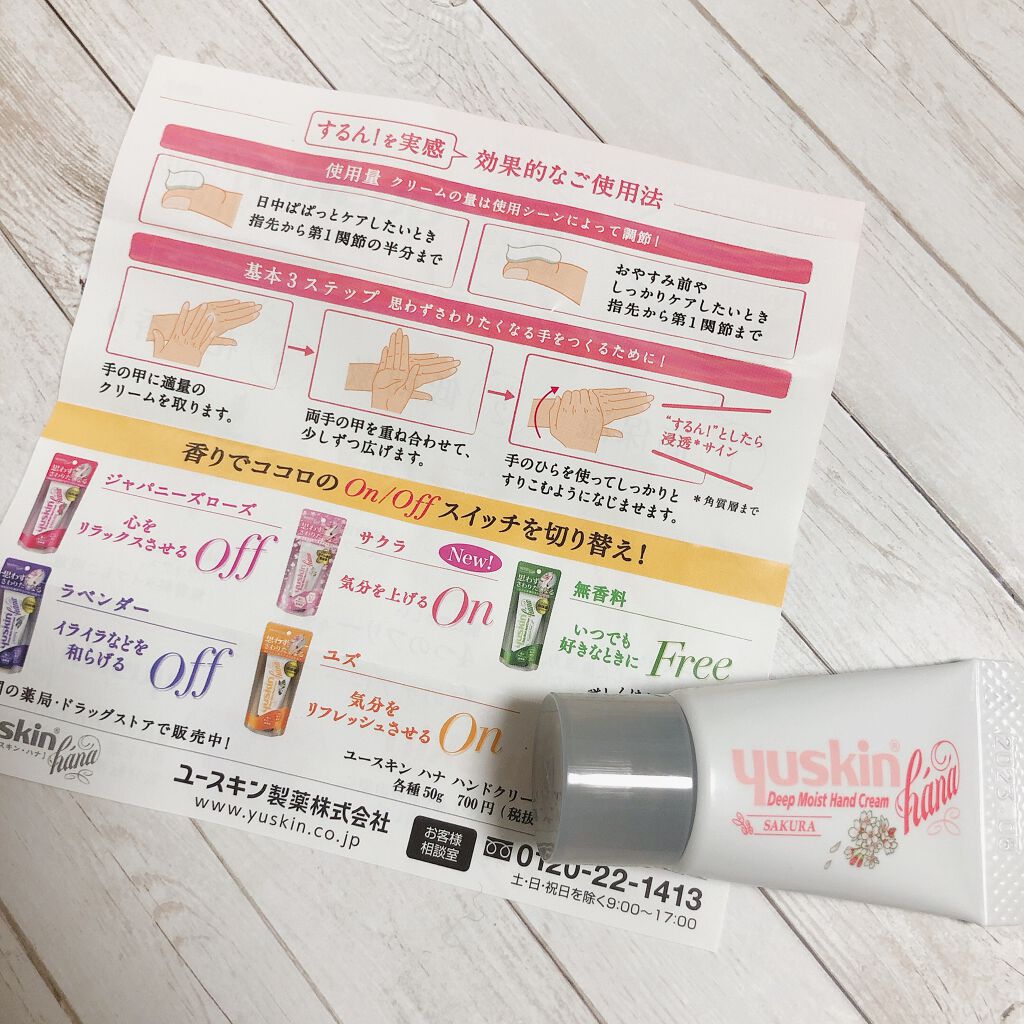 するん！を実感
効果的なご使用法
使用量 クリームの量は使用シーンによって調節！
日中ぱぱっとケアしたいとき
指先から第1関節の半分まで
おやすみ前や
しっかりケアしたいとき
指先から第1関節まで
基本3ステップ 思わずさわりたくなる手をつくるために！
手の甲に適量の
クリームを取ります。
両手の甲を重ね合わせて、
少しずつ広げます。
手のひらを使ってしっかりと
すりこむようになじませます。
"するん！"としたら
浸透*サイン
*角質層まで
香りでココロの On/Off スイッチを切り替え！
ジャパニーズローズ
心を
リラックスさせる Off
サクラ New!
気分を上げる On
無香料
いつでも
好きなときに Free
ラベンダー
イライラなどを
和らげる Off
ユズ
気分を
リフレッシュさせる On
の薬局・ドラッグストアで販売中！
skin®
hána
スキン・ハナ
ユースキン ハナ ハンドクリー
各種50g 700円（税抜
ユースキン製薬株式会社
www.yuskin.co.jp
お客様
相談室
0120-22-1413
土・日・祝日を除く9:00〜17:00
yuskin®
hána
Deep Moist Hand Cream
SAKURA